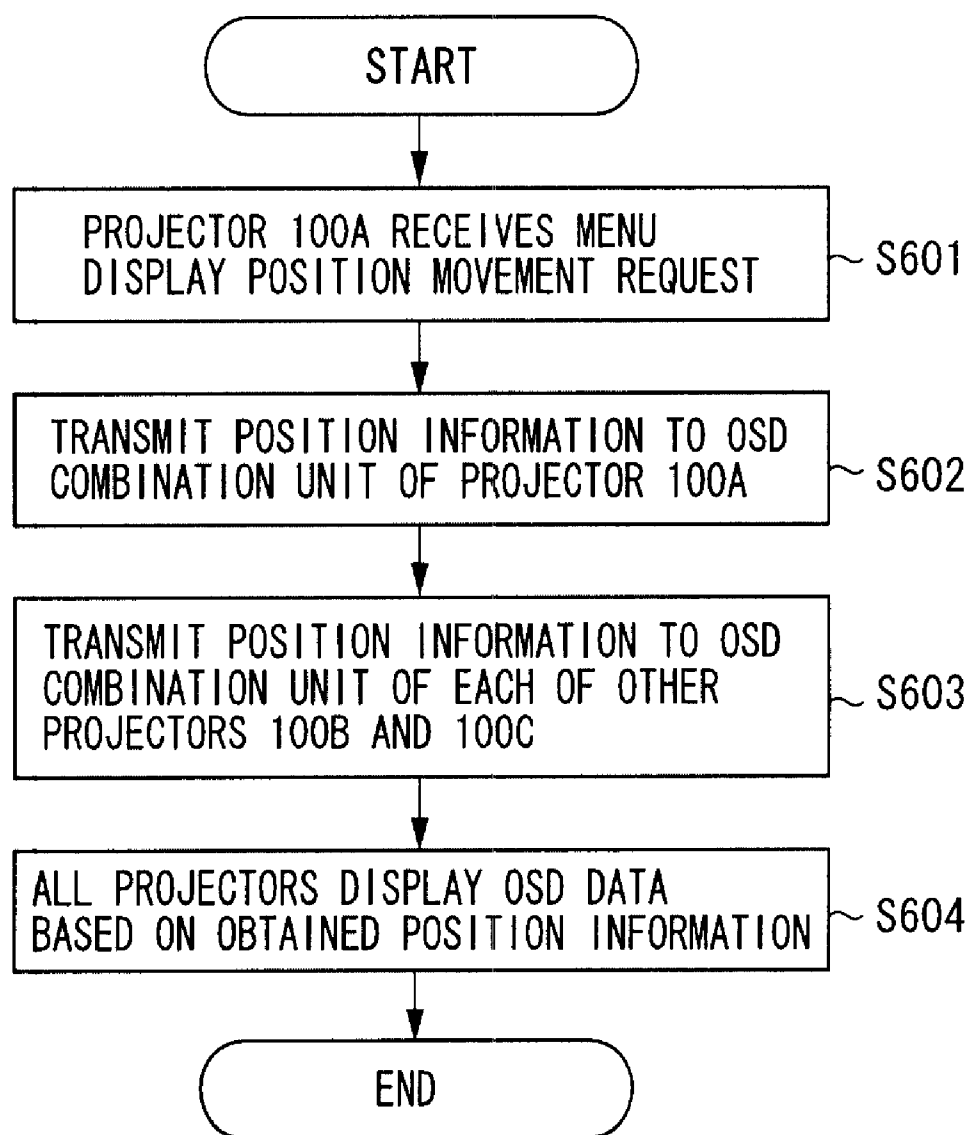 START
PROJECTOR 100A RECEIVES MENU
DISPLAY POSITION MOVEMENT REQUEST
S601
TRANSMIT POSITION INFORMATION TO OSD
COMBINATION UNIT OF PROJECTOR 100A
S602
TRANSMIT POSITION INFORMATION TO OSD
COMBINATION UNIT OF EACH OF OTHER
PROJECTORS 100B AND 100C
S603
ALL PROJECTORS DISPLAY OSD DATA
BASED ON OBTAINED POSITION INFORMATION
S604
END